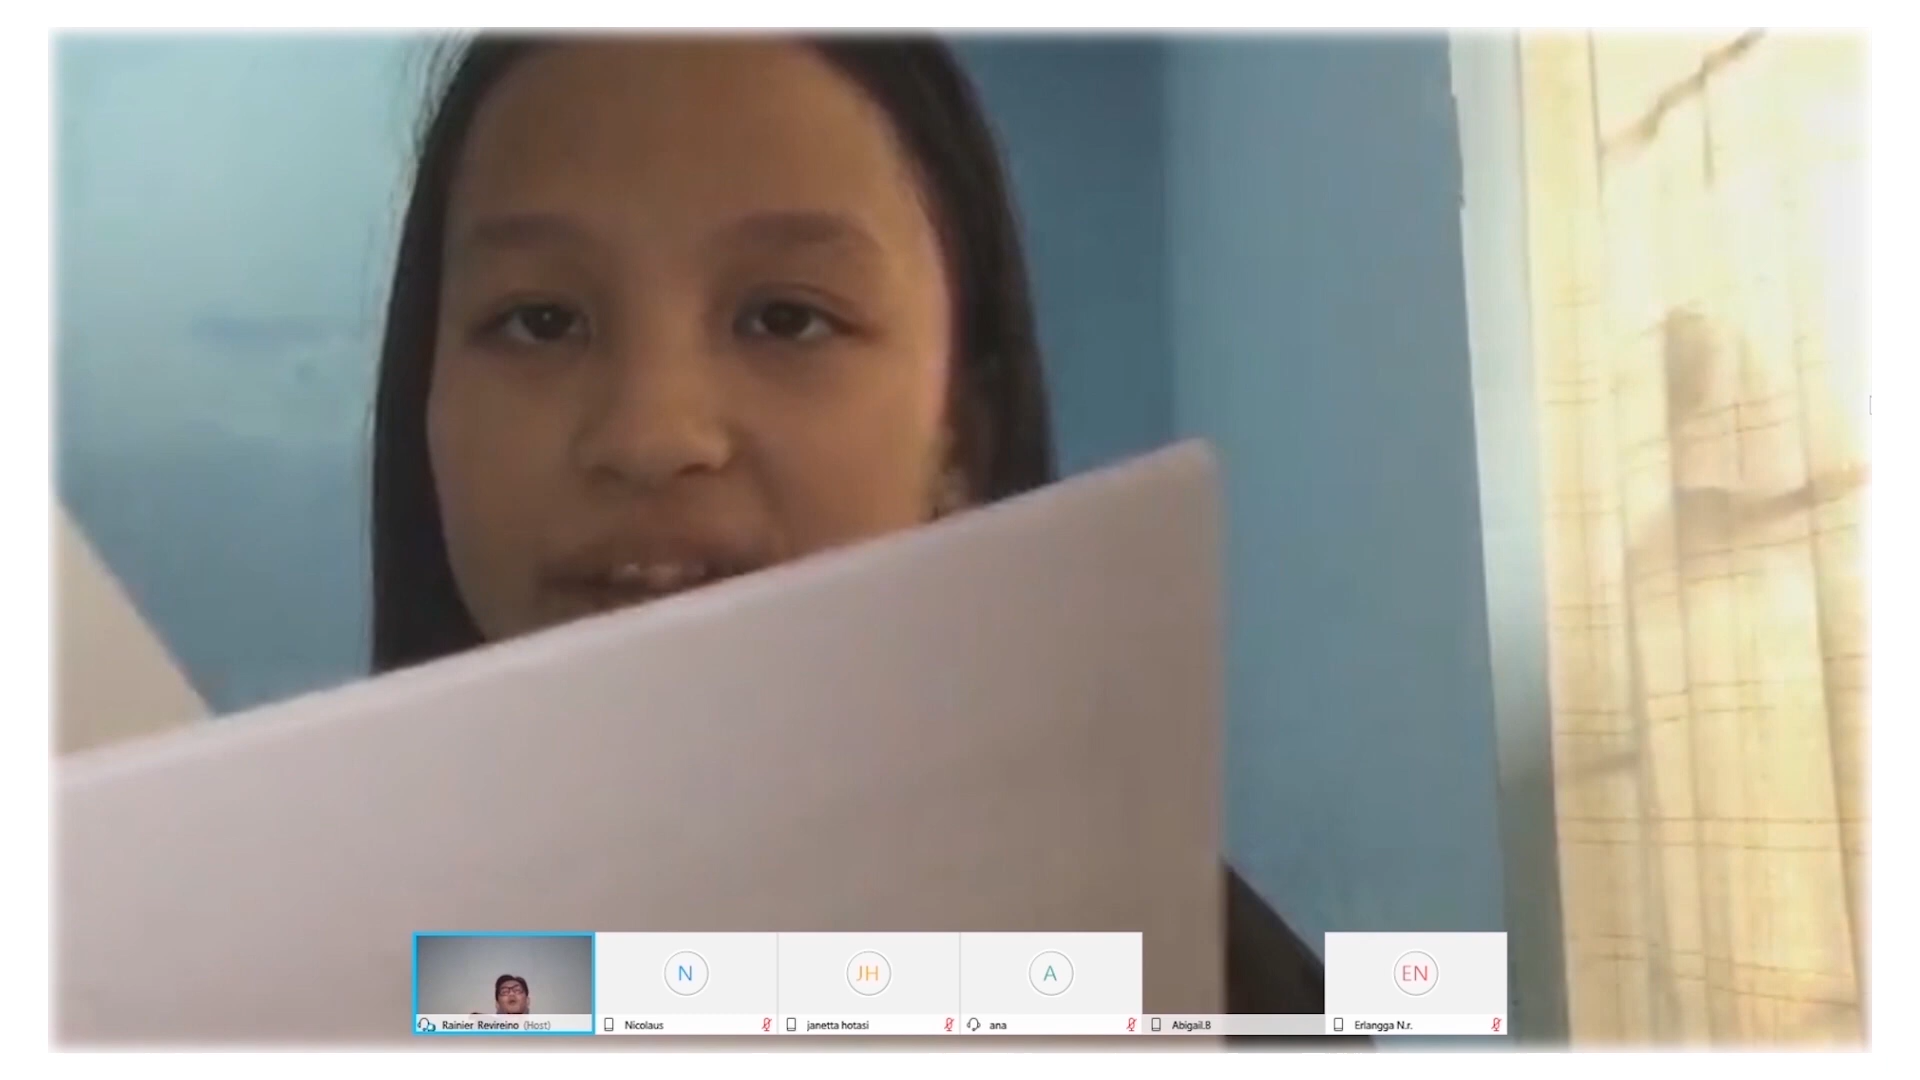 N
JH
A
EN
Rainier Revireino (Host)
Nicolaus
janetta hotasi
ana
Abigail.B
Erlangga N.r.